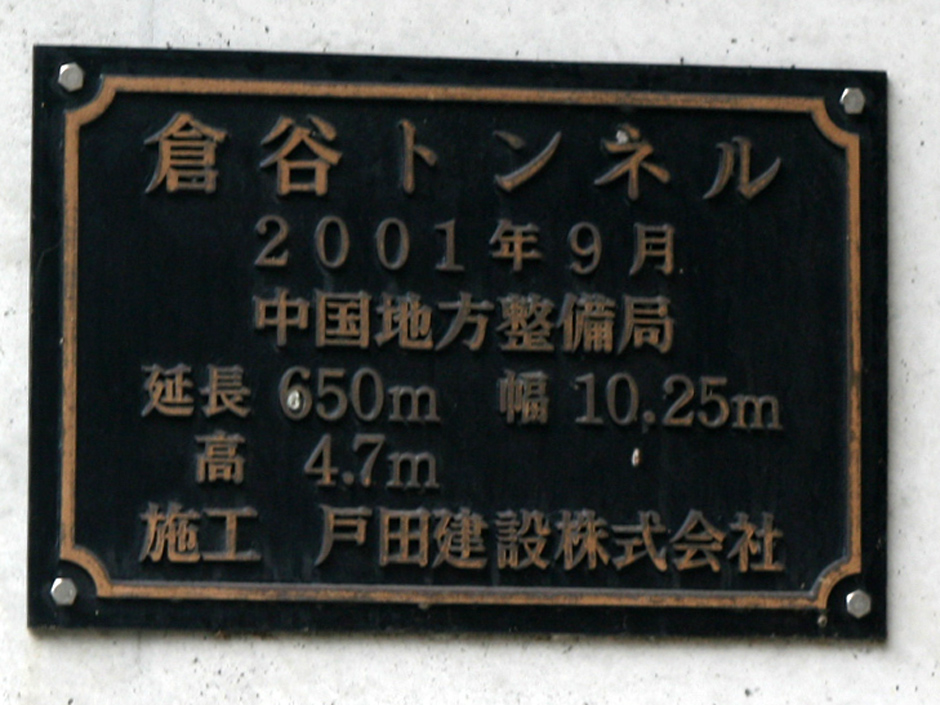 倉谷トンネル
2001年9月
中国地方整備局
延長 650m 幅 10.25m
高 4.7m
施工 戸田建設株式会社